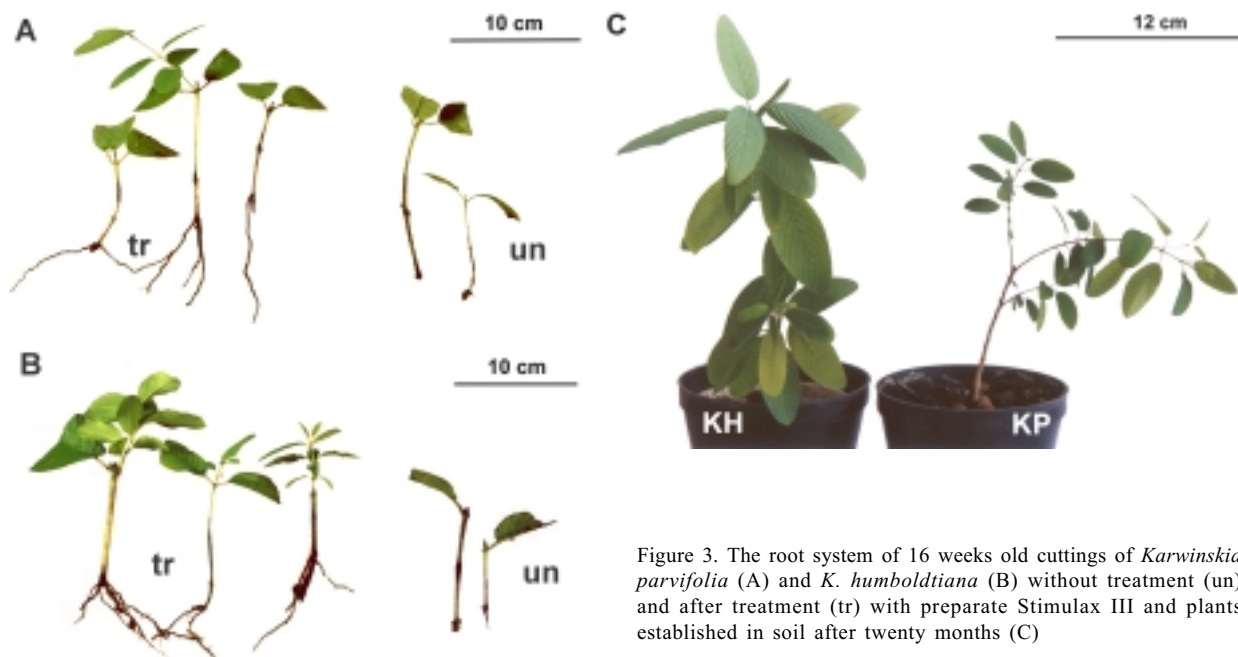 A
10 cm
tr
un
B
10 cm
tr
un
C
12 cm
KH
KP
Figure 3. The root system of 16 weeks old cuttings of Karwinskia
parvifolia (A) and K. humboldtiana (B) without treatment (un)
and after treatment (tr) with preparate Stimulax III and plants
established in soil after twenty months (C)